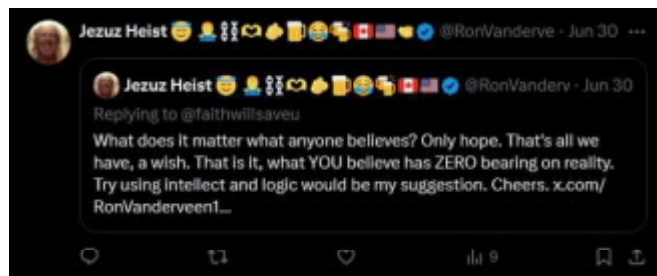 Jezuz Heist 😇 🤷‍♂️ ⛓️ 🫶 🫵 🍺 😂 🍻 🇨🇦 🇺🇸 🤜 @RonVanderve · Jun 30 ···
Jezuz Heist 😇 🤷‍♂️ ⛓️ 🫶 🫵 🍺 😂 🍻 🇨🇦 🇺🇸 @RonVanderv · Jun 30
Replying to @faithwillsaveu
What does it matter what anyone believes? Only hope. That's all we
have, a wish. That is it, what YOU believe has ZERO bearing on reality.
Try using intellect and logic would be my suggestion. Cheers. x.com/
RonVanderveen1...
9